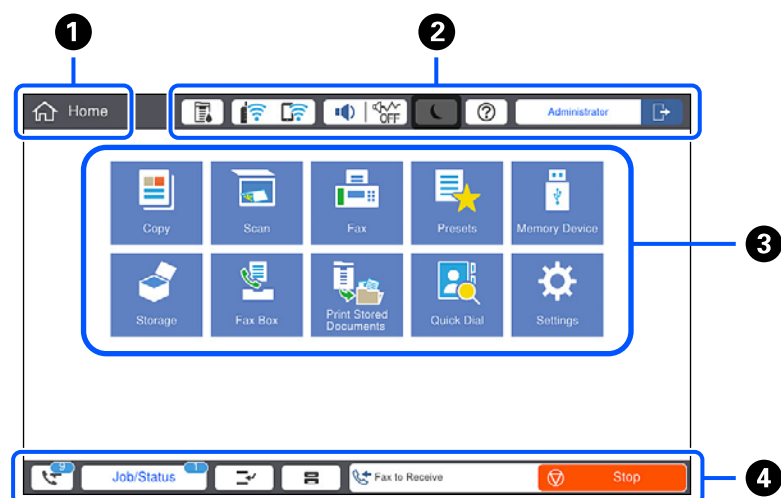 1
2
Home
OFF
?
Administrator
Copy
Scan
Fax
Presets
Memory Device
3
Storage
Fax Box
Print Stored
Documents
Quick Dial
Settings
9
Job/Status
1
Fax to Receive
Stop
4